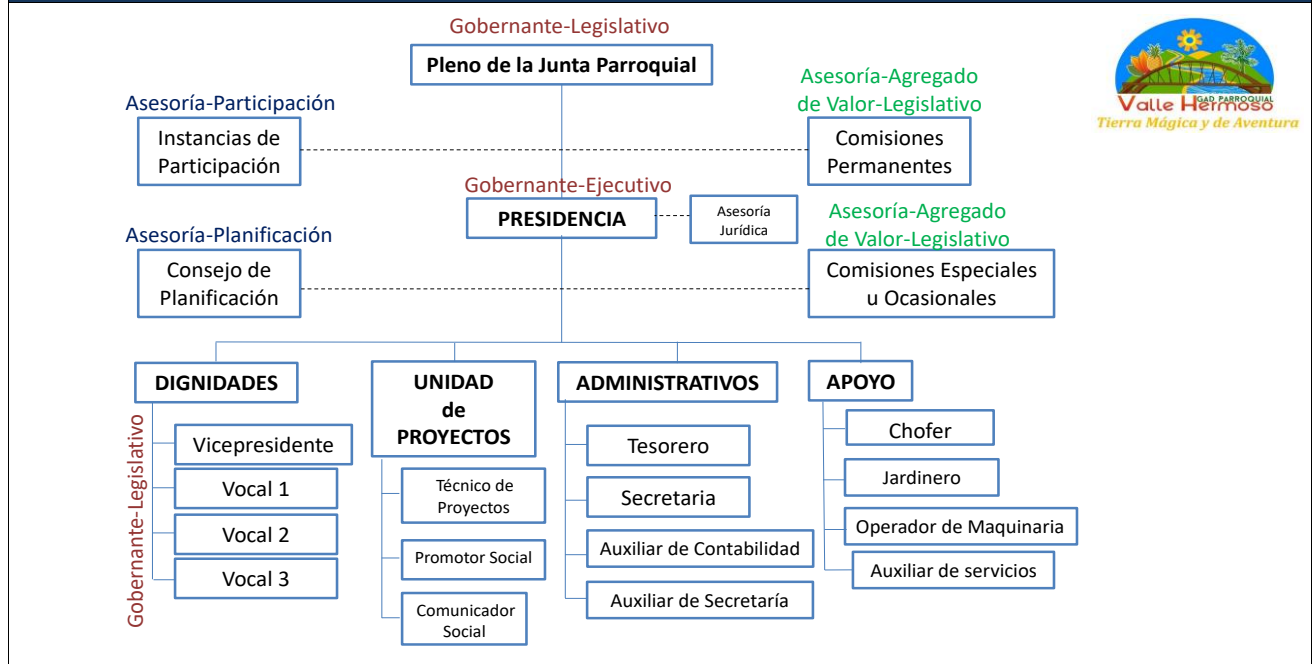 Gobernante-Legislativo
Pleno de la Junta Parroquial
GAD PARROQUIAL
Valle Hermoso
Tierra Mágica y de Aventura
Asesoría-Participación
Instancias de
Participación
Asesoría-Agregado
de Valor-Legislativo
Comisiones
Permanentes
Gobernante-Ejecutivo
PRESIDENCIA
Asesoría
Jurídica
Asesoría-Planificación
Consejo de
Planificación
Asesoría-Agregado
de Valor-Legislativo
Comisiones Especiales
u Ocasionales
DIGNIDADES
Gobernante-Legislativo
Vicepresidente
Vocal 1
Vocal 2
Vocal 3
UNIDAD
de
PROYECTOS
Técnico de
Proyectos
Promotor Social
Comunicador
Social
ADMINISTRATIVOS
Tesorero
Secretaria
Auxiliar de Contabilidad
Auxiliar de Secretaría
APOYO
Chofer
Jardinero
Operador de Maquinaria
Auxiliar de servicios